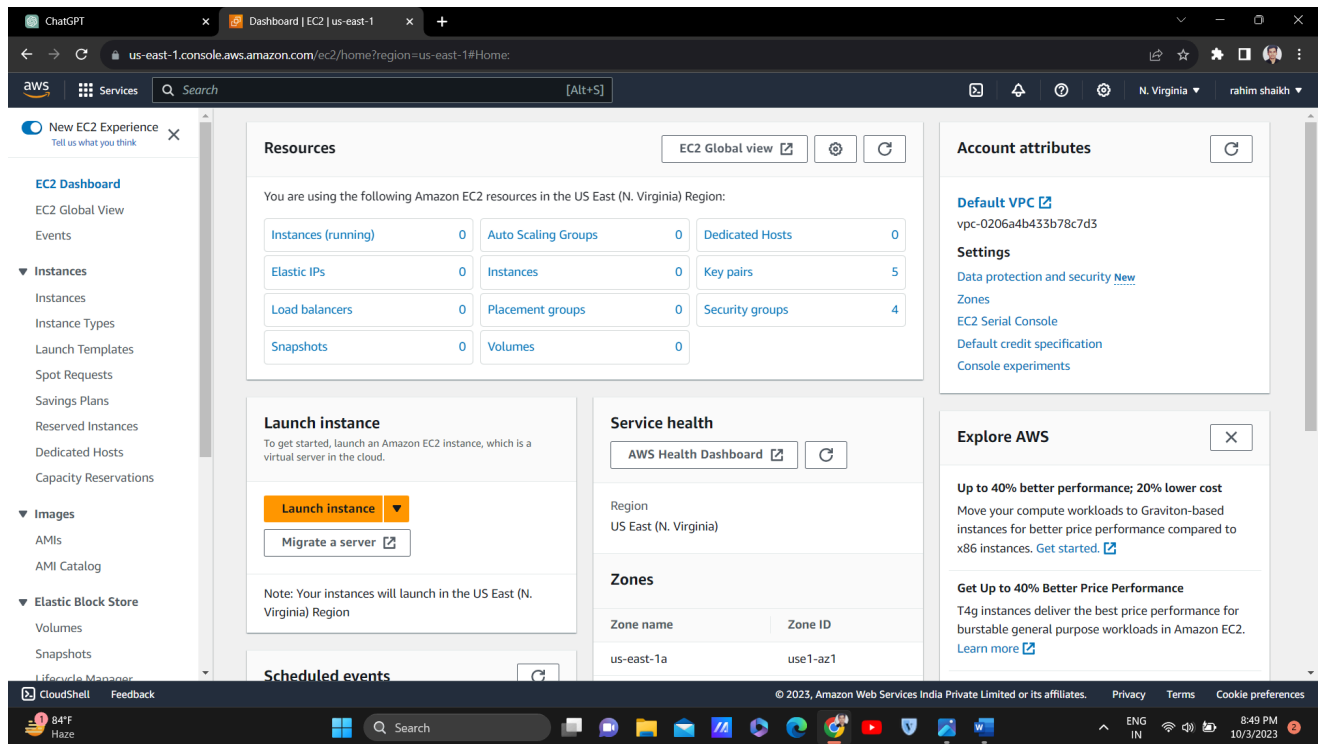 ChatGPT
Dashboard | EC2 | us-east-1
us-east-1.console.aws.amazon.com/ec2/home?region=us-east-1#Home:
aws
Services
Search
[Alt+S]
N. Virginia
rahim shaikh
New EC2 Experience
Tell us what you think
EC2 Dashboard
EC2 Global View
Events
Instances
Instances
Instance Types
Launch Templates
Spot Requests
Savings Plans
Reserved Instances
Dedicated Hosts
Capacity Reservations
Images
AMIs
AMI Catalog
Elastic Block Store
Volumes
Snapshots
Lifecycle Manager
Resources
EC2 Global view
You are using the following Amazon EC2 resources in the US East (N. Virginia) Region:
Instances (running) 0 Auto Scaling Groups 0 Dedicated Hosts 0
Elastic IPs 0 Instances 0 Key pairs 5
Load balancers 0 Placement groups 0 Security groups 4
Snapshots 0 Volumes 0
Launch instance
To get started, launch an Amazon EC2 instance, which is a
virtual server in the cloud.
Launch instance
Migrate a server
Note: Your instances will launch in the US East (N.
Virginia) Region
Scheduled events
Service health
AWS Health Dashboard
Region
US East (N. Virginia)
Zones
Zone name Zone ID
us-east-1a use1-az1
Account attributes
Default VPC
vpc-0206a4b433b78c7d3
Settings
Data protection and security New
Zones
EC2 Serial Console
Default credit specification
Console experiments
Explore AWS
Up to 40% better performance; 20% lower cost
Move your compute workloads to Graviton-based
instances for better price performance compared to
x86 instances. Get started.
Get Up to 40% Better Price Performance
T4g instances deliver the best price performance for
burstable general purpose workloads in Amazon EC2.
Learn more
CloudShell Feedback
© 2023, Amazon Web Services India Private Limited or its affiliates. Privacy Terms Cookie preferences
1
84°F
Haze
Search
ENG
IN
8:49 PM
10/3/2023
2